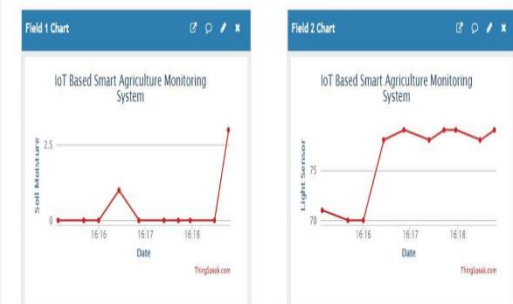 Field 1 Chart
IoT Based Smart Agriculture Monitoring
System
Soil Moisture
2.5
0
16:16
16:17
16:18
Date
ThingSpeak.com
Field 2 Chart
IoT Based Smart Agriculture Monitoring
System
Light Sensor
75
70
16:16
16:17
16:18
Date
ThingSpeak.com